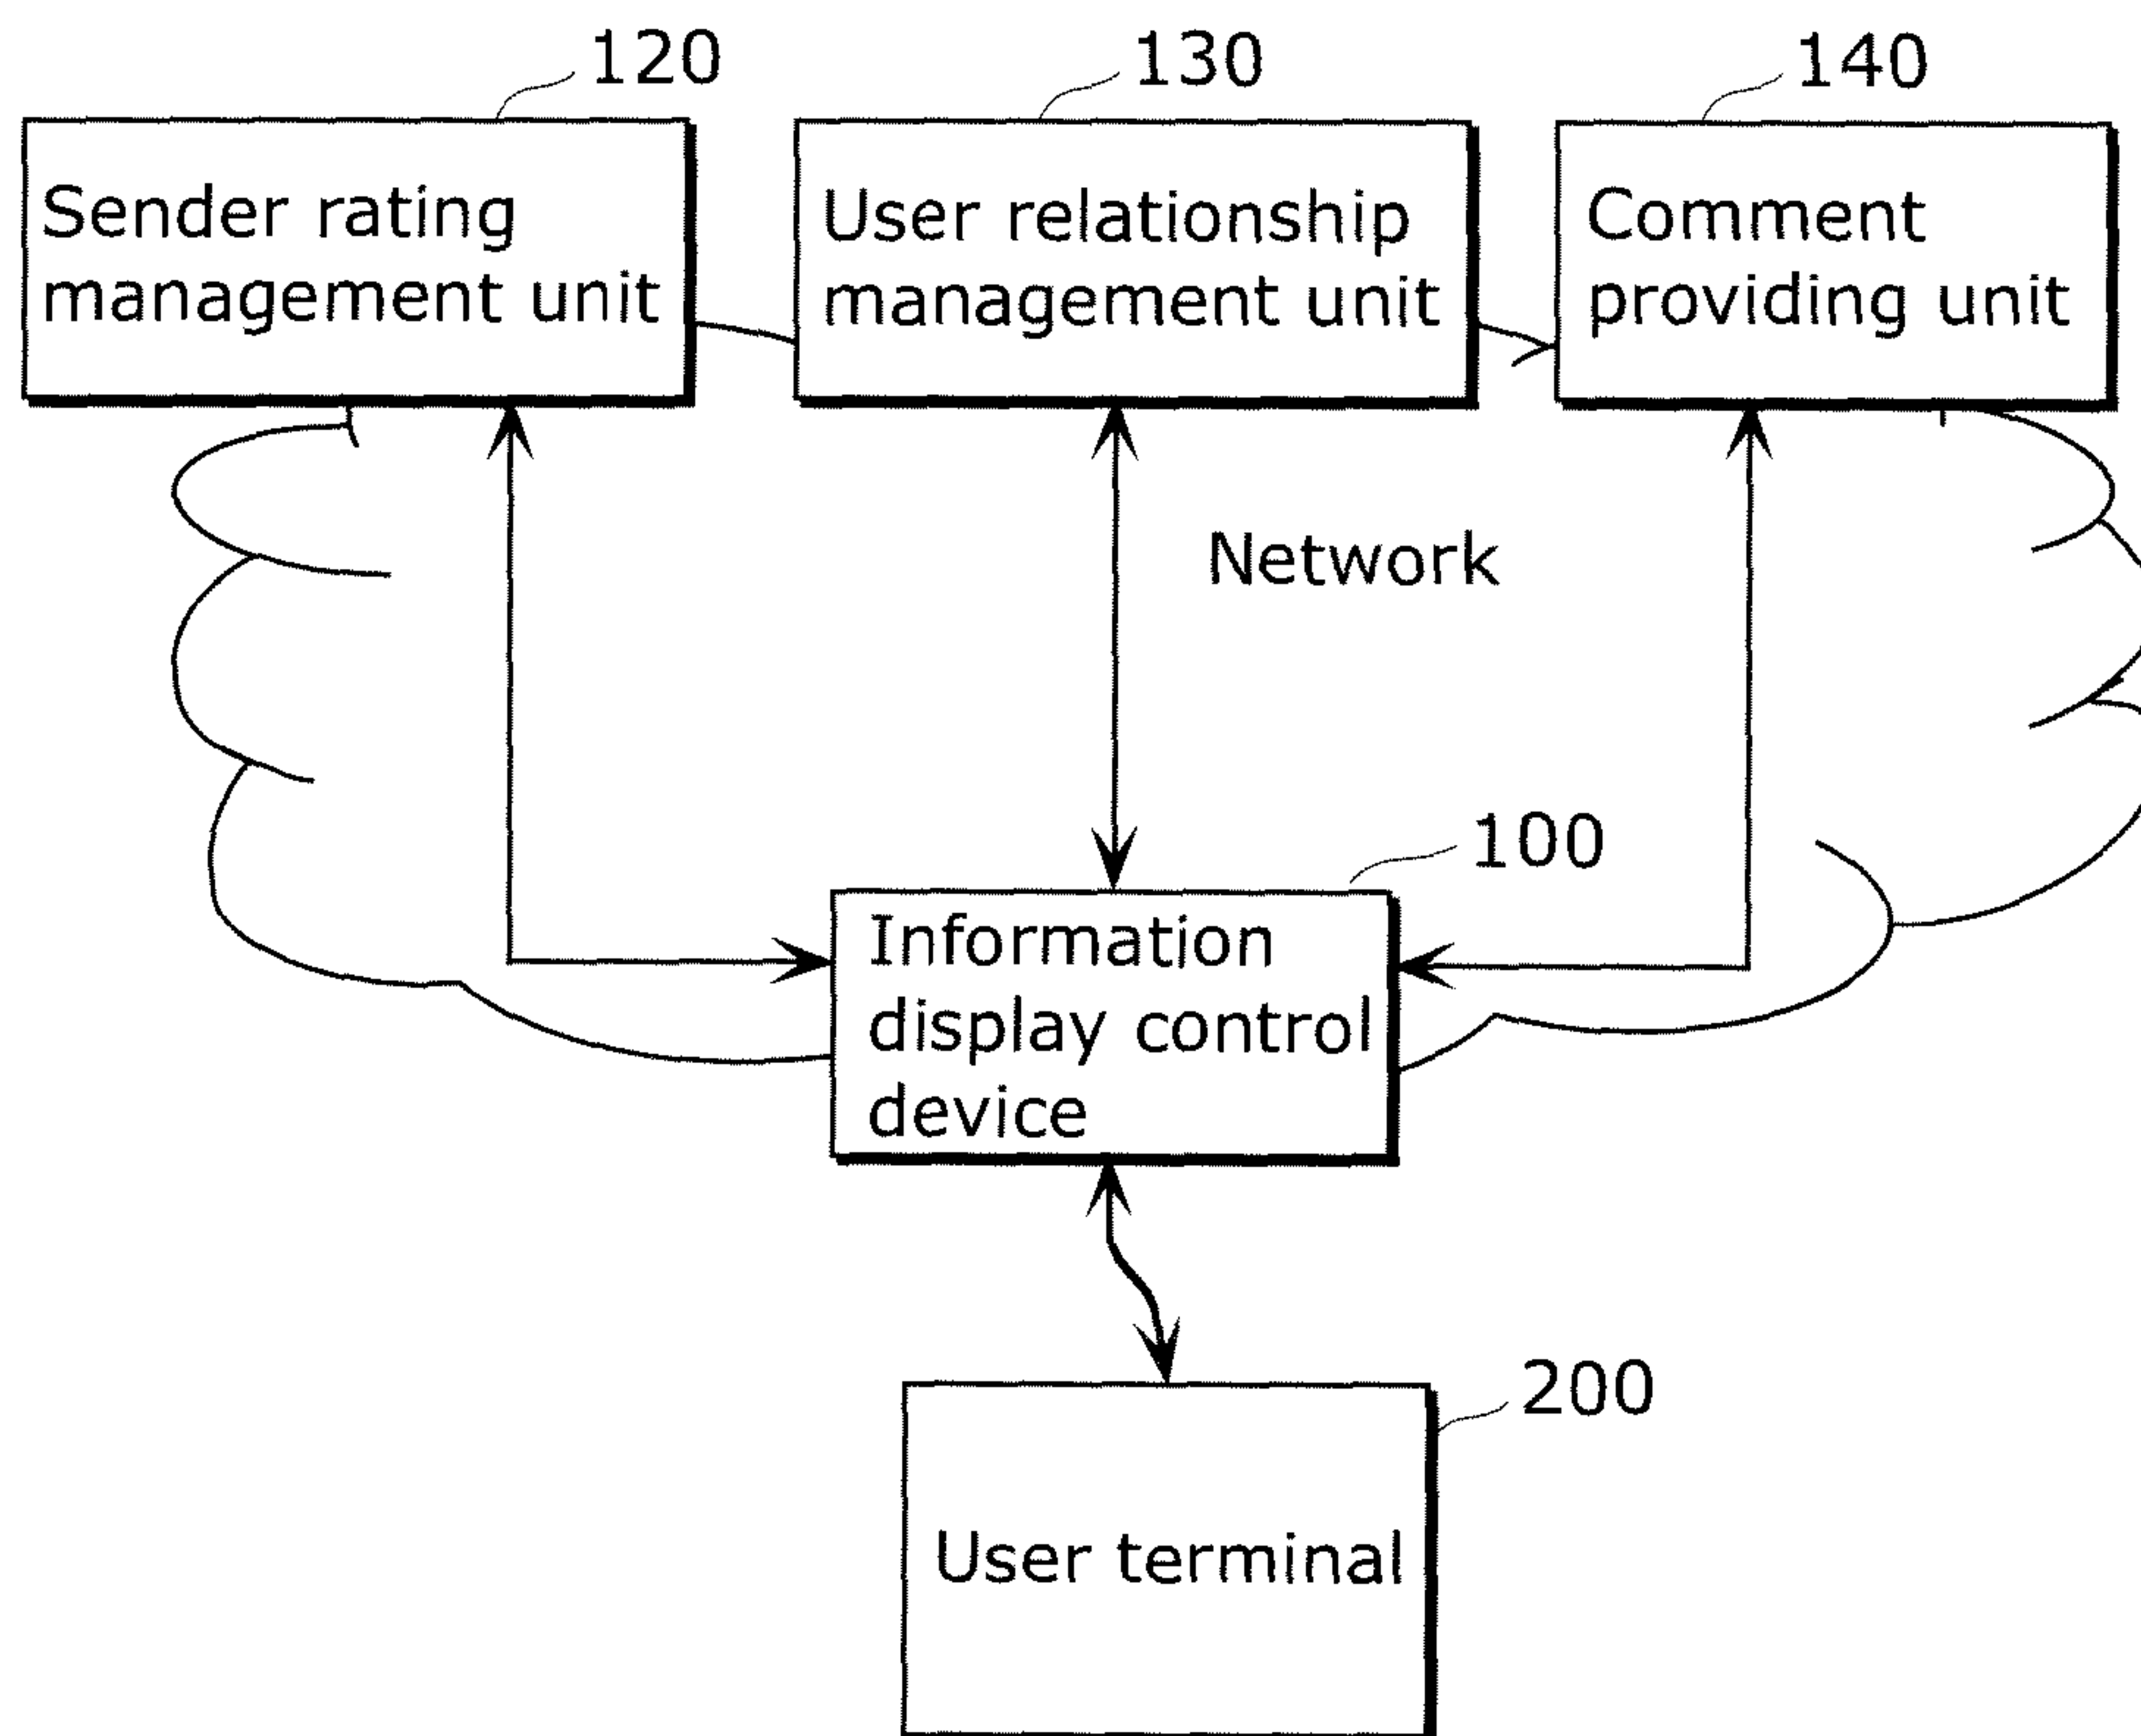 120
130
140
Sender rating
management unit
User relationship
management unit
Comment
providing unit
Network
100
Information
display control
device
200
User terminal